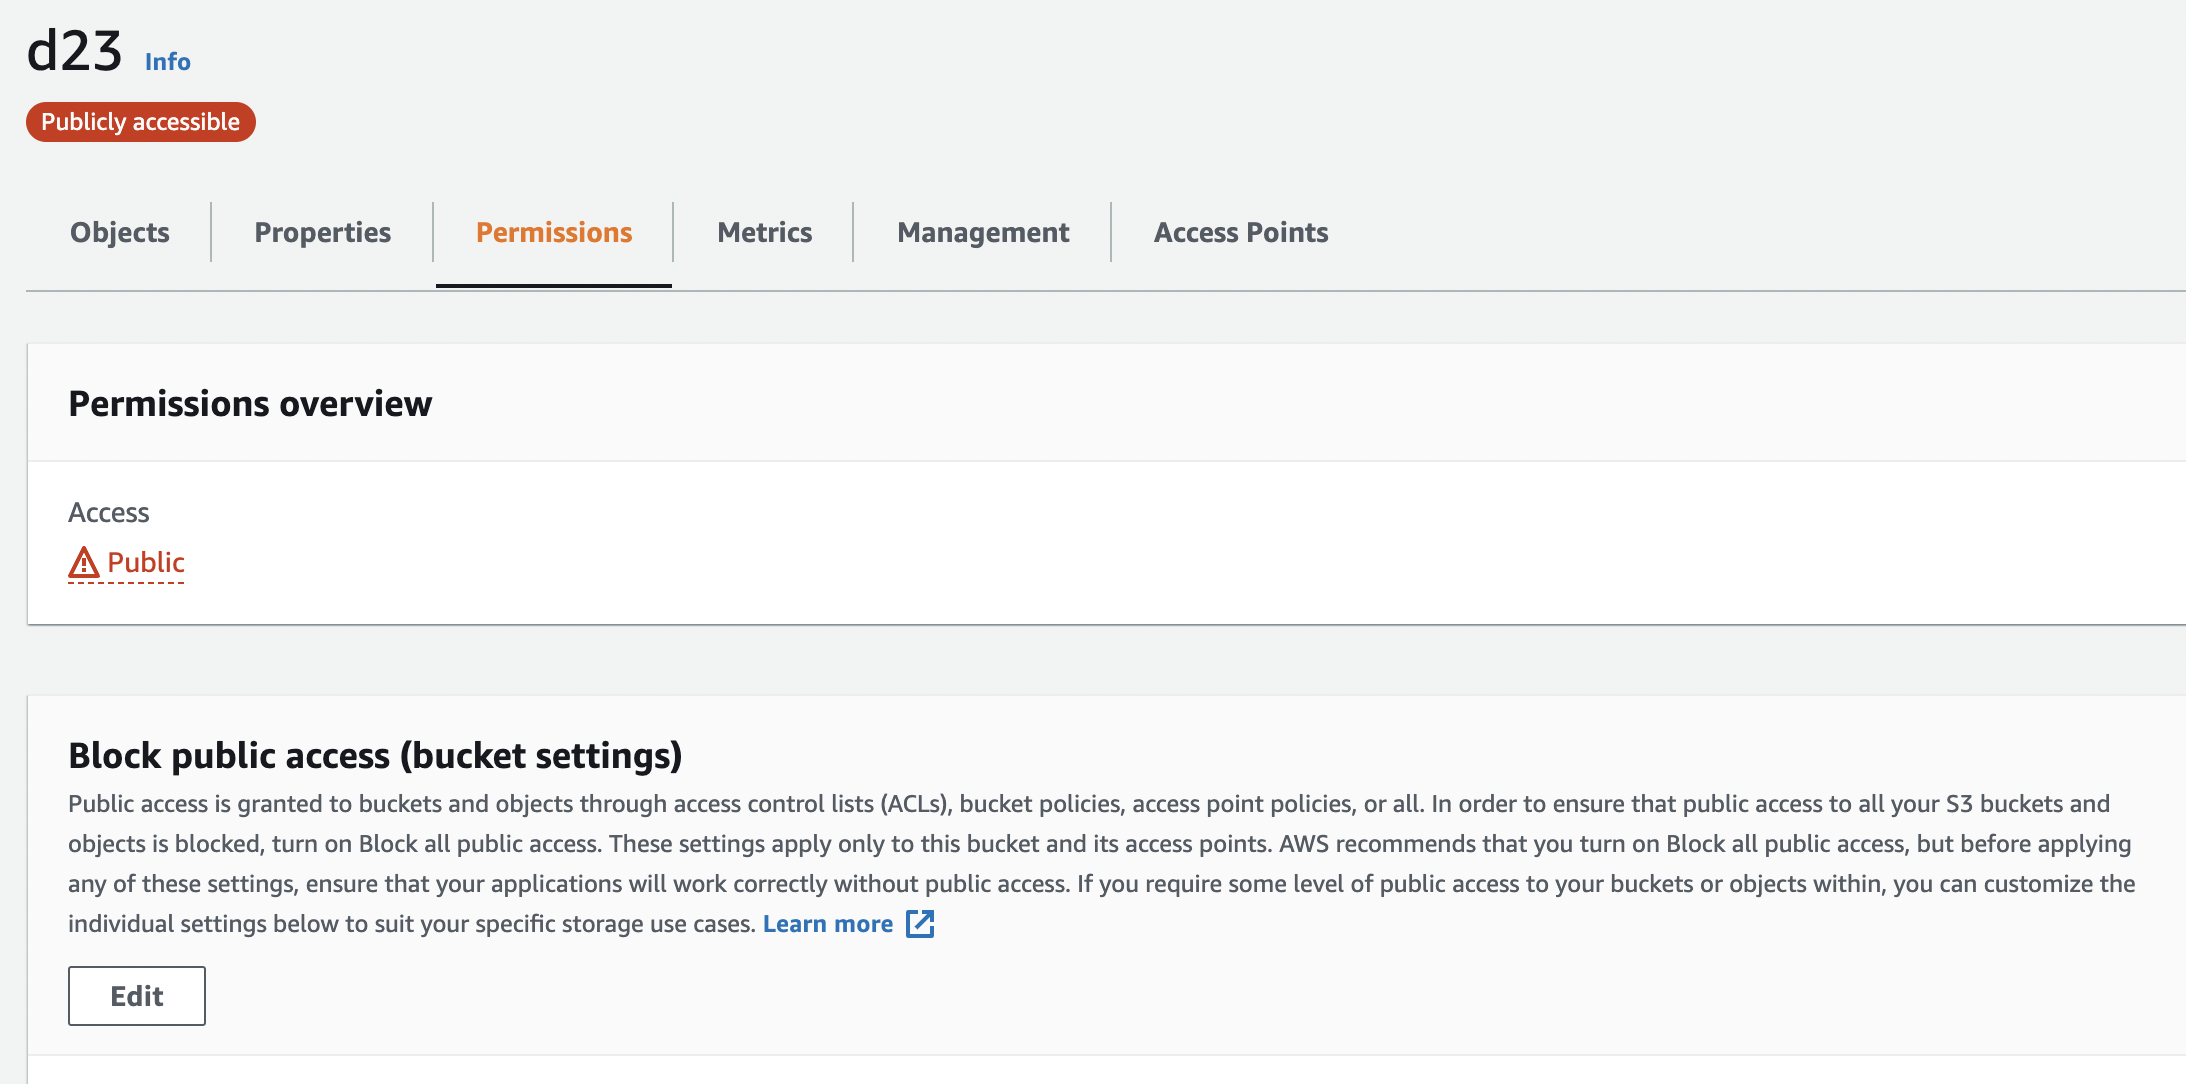 d23 Info
Publicly accessible
Objects Properties Permissions Metrics Management Access Points
Permissions overview
Access
Public
Block public access (bucket settings)
Public access is granted to buckets and objects through access control lists (ACLs), bucket policies, access point policies, or all. In order to ensure that public access to all your S3 buckets and
objects is blocked, turn on Block all public access. These settings apply only to this bucket and its access points. AWS recommends that you turn on Block all public access, but before applying
any of these settings, ensure that your applications will work correctly without public access. If you require some level of public access to your buckets or objects within, you can customize the
individual settings below to suit your specific storage use cases. Learn more
Edit